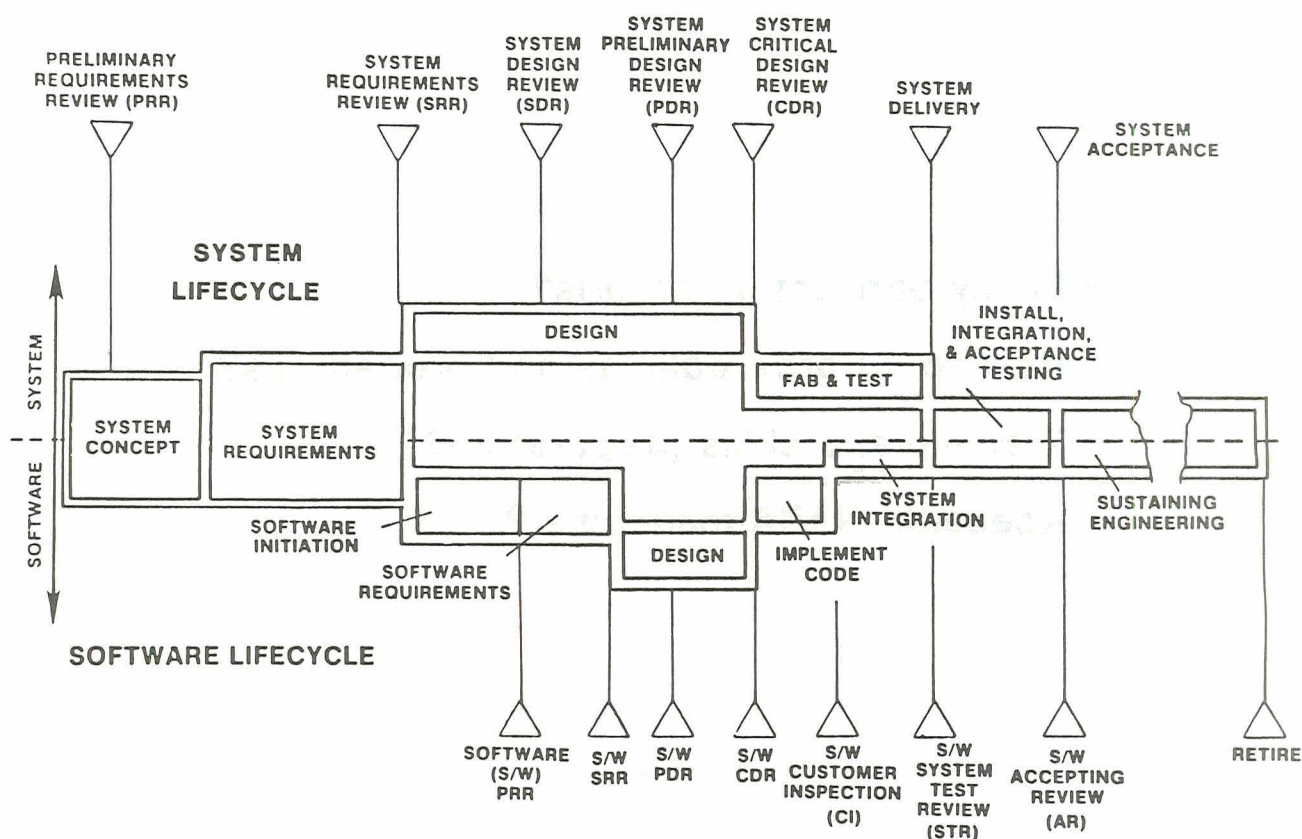 PRELIMINARY
REQUIREMENTS
REVIEW (PRR)
SYSTEM
REQUIREMENTS
REVIEW (SRR)
SYSTEM
DESIGN
REVIEW
(SDR)
SYSTEM
PRELIMINARY
DESIGN
REVIEW
(PDR)
SYSTEM
CRITICAL
DESIGN
REVIEW
(CDR)
SYSTEM
DELIVERY
SYSTEM
ACCEPTANCE
SYSTEM
LIFECYCLE
SYSTEM
SOFTWARE
DESIGN
INSTALL,
INTEGRATION,
& ACCEPTANCE
TESTING
FAB & TEST
SYSTEM
CONCEPT
SYSTEM
REQUIREMENTS
SOFTWARE
INITIATION
SOFTWARE
REQUIREMENTS
DESIGN
IMPLEMENT
CODE
SYSTEM
INTEGRATION
SUSTAINING
ENGINEERING
SOFTWARE LIFECYCLE
SOFTWARE
(S/W)
PRR
S/W
SRR
S/W
PDR
S/W
CDR
S/W
CUSTOMER
INSPECTION
(CI)
S/W
SYSTEM
TEST
REVIEW
(STR)
S/W
ACCEPTING
REVIEW
(AR)
RETIRE